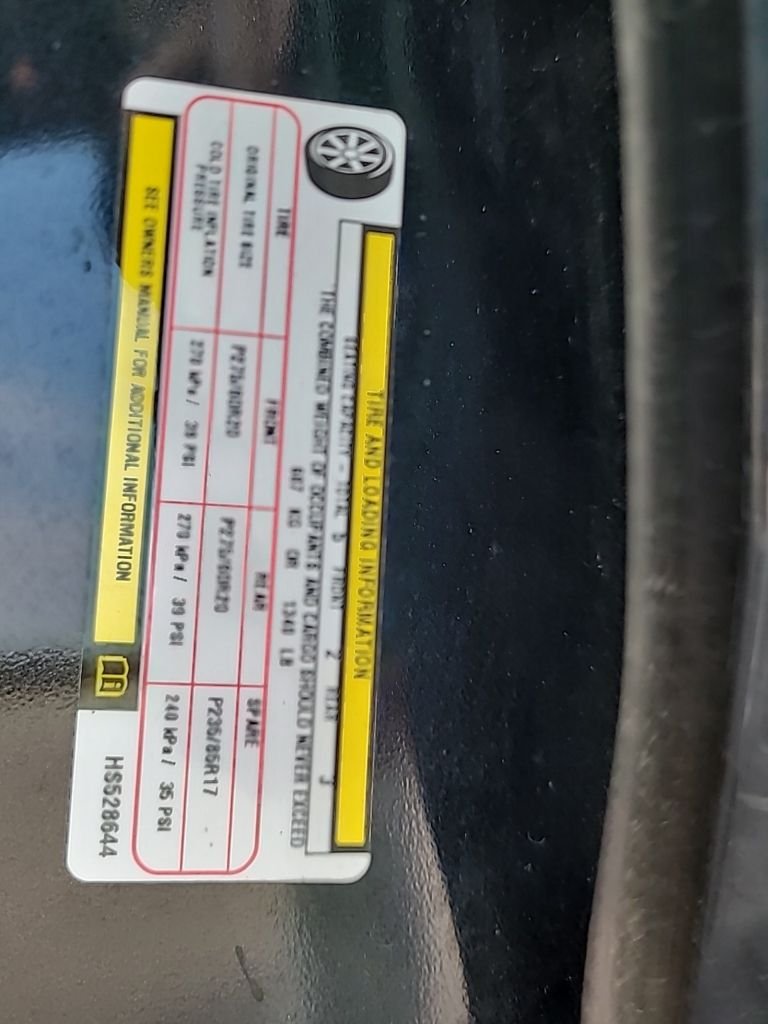 TIRE AND LOADING INFORMATION
SEATING CAPACITY - TOTAL 5 FRONT 2 REAR 3
THE COMBINED WEIGHT OF OCCUPANTS AND CARGO SHOULD NEVER EXCEED
KG OR LB
TIRE FRONT REAR SPARE
ORIGINAL TIRE SIZE P275/60R20 P275/60R20 P235/85R17
COLD TIRE INFLATION PRESSURE 270 kPa / 39 PSI 270 kPa / 39 PSI 240 kPa / 35 PSI
SEE OWNERS MANUAL FOR ADDITIONAL INFORMATION
HS528644